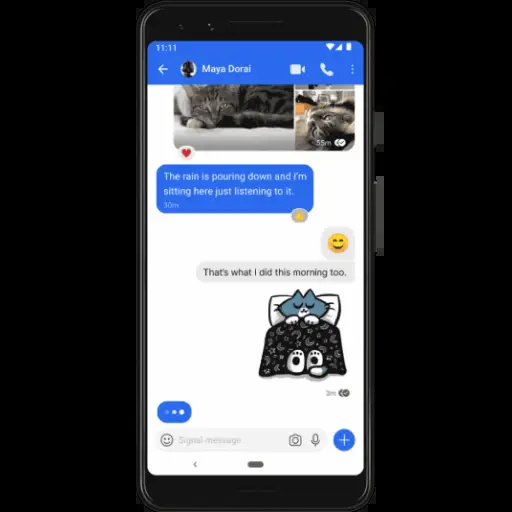 11:11
Maya Dorai
55m
The rain is pouring down and I'm
sitting here just listening to it.
30m
That's what I did this morning too.
3m
Signal message